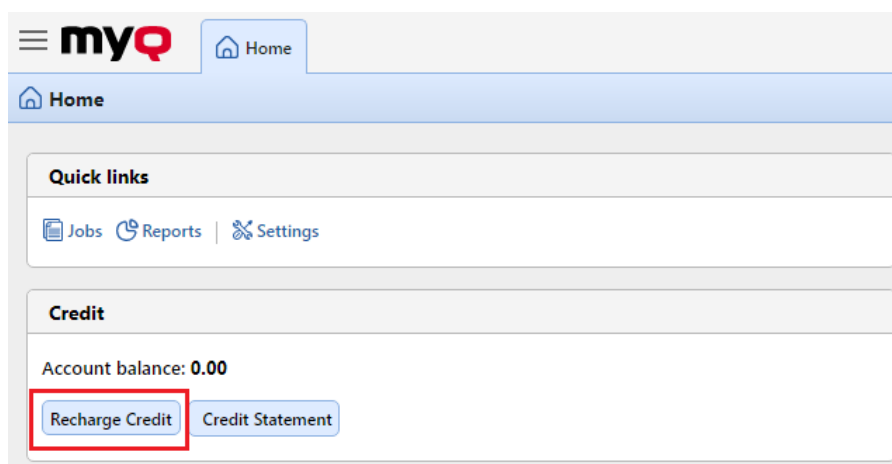 myQ Home
Home
Quick links
Jobs Reports | Settings
Credit
Account balance: 0.00
Recharge Credit Credit Statement